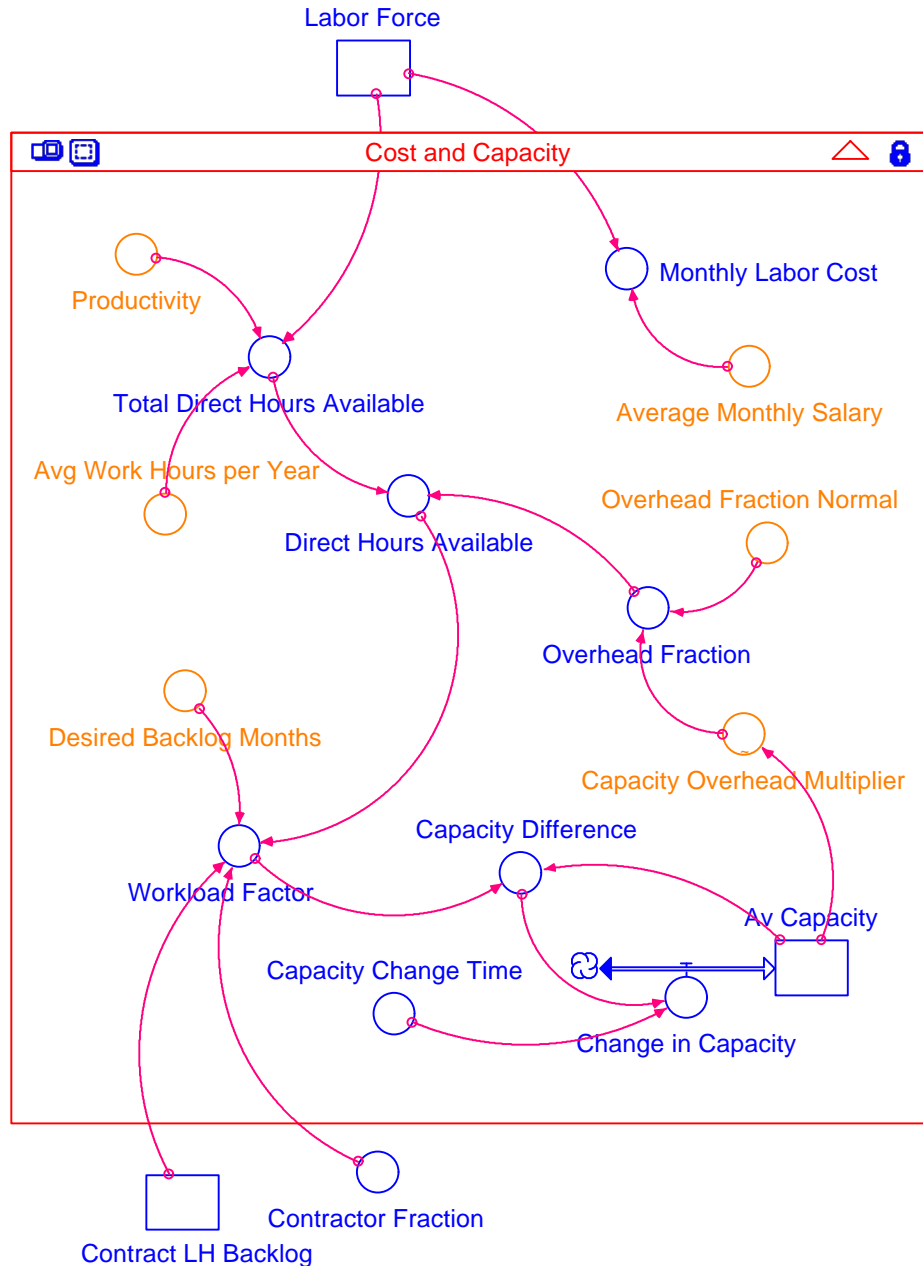 Labor Force
Cost and Capacity
Monthly Labor Cost
Productivity
Total Direct Hours Available
Average Monthly Salary
Avg Work Hours per Year
Overhead Fraction Normal
Direct Hours Available
Overhead Fraction
Desired Backlog Months
~
Capacity Overhead Multiplier
Capacity Difference
Workload Factor
Av Capacity
Capacity Change Time
Change in Capacity
Contractor Fraction
Contract LH Backlog